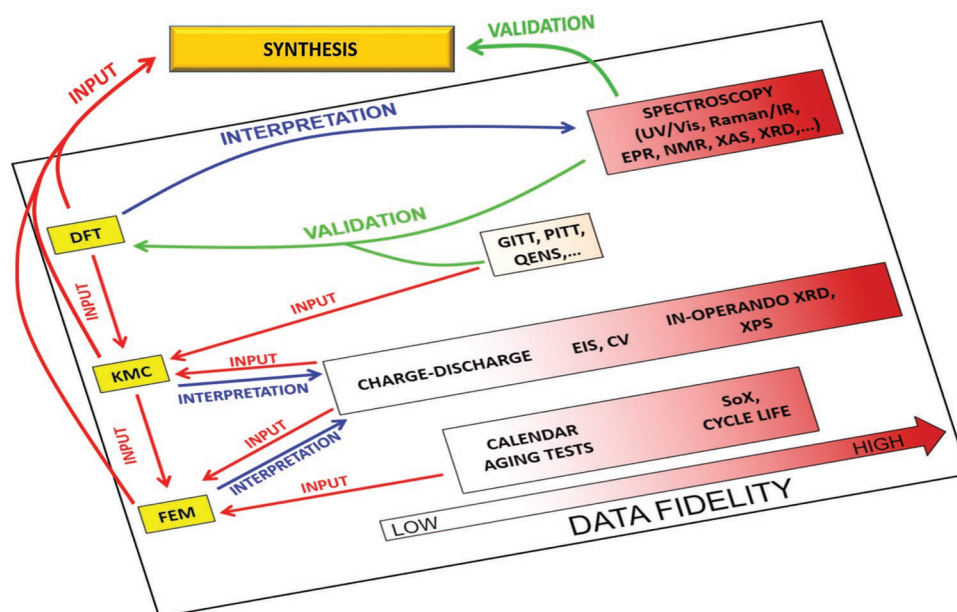 VALIDATION
SYNTHESIS
INPUT
SPECTROSCOPY
(UV/Vis, Raman/IR,
EPR, NMR, XAS, XRD,...)
INTERPRETATION
DFT
VALIDATION
GITT, PITT,
QENS,...
INPUT
INPUT
IN-OPERANDO XRD,
XPS
EIS, CV
CHARGE-DISCHARGE
KMC
INPUT
INTERPRETATION
INPUT
INPUT
INTERPRETATION
SoX,
CYCLE LIFE
CALENDAR
AGING TESTS
INPUT
FEM
HIGH
LOW
DATA FIDELITY